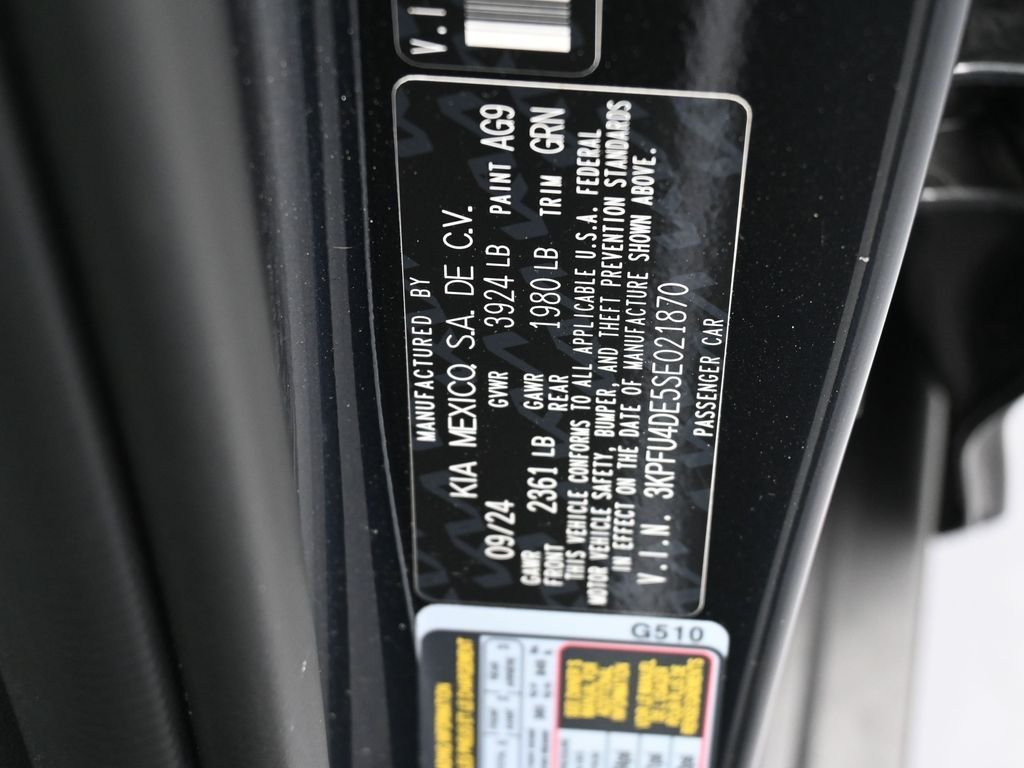 V.I
MANUFACTURED BY
KIA MEXICO, S.A. DE C.V.
09/24 GVWR 3924 LB PAINT AG9
GAWR FRONT 2361 LB GAWR REAR 1980 LB TRIM GRN
THIS VEHICLE CONFORMS TO ALL APPLICABLE U.S.A. FEDERAL
MOTOR VEHICLE SAFETY, BUMPER, AND THEFT PREVENTION STANDARDS
IN EFFECT ON THE DATE OF MANUFACTURE SHOWN ABOVE.
V.I.N. 3KPFU4DE5SE021870
PASSENGER CAR
G510